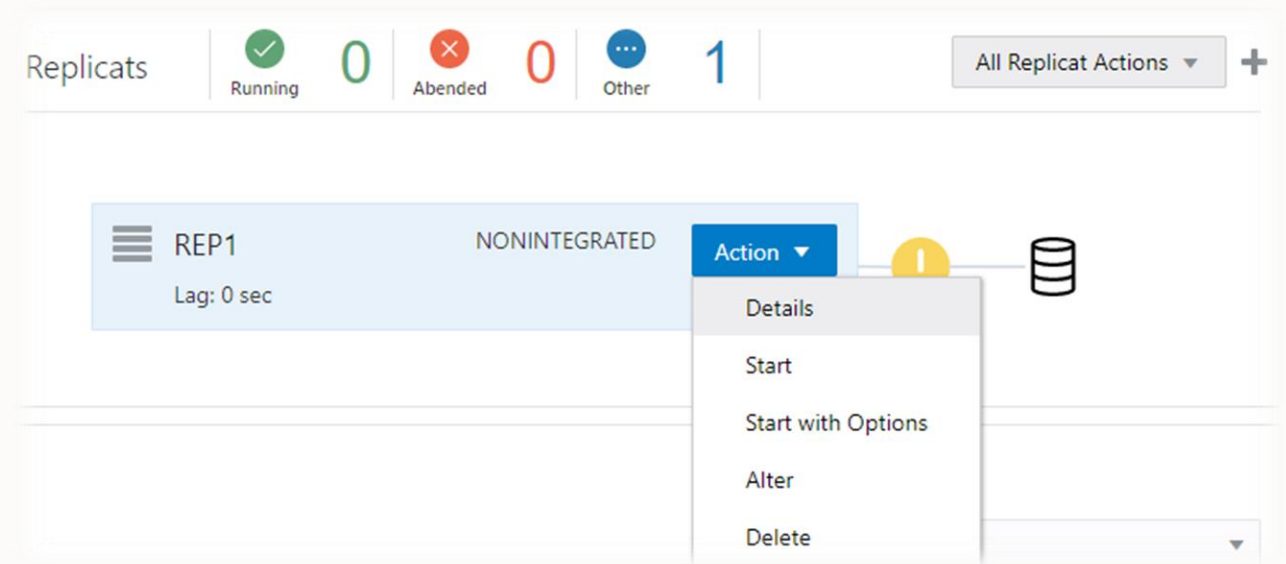 Replicats
Running
0
Abended
0
Other
1
All Replicat Actions
REP1
NONINTEGRATED
Action
Lag: 0 sec
Details
Start
Start with Options
Alter
Delete